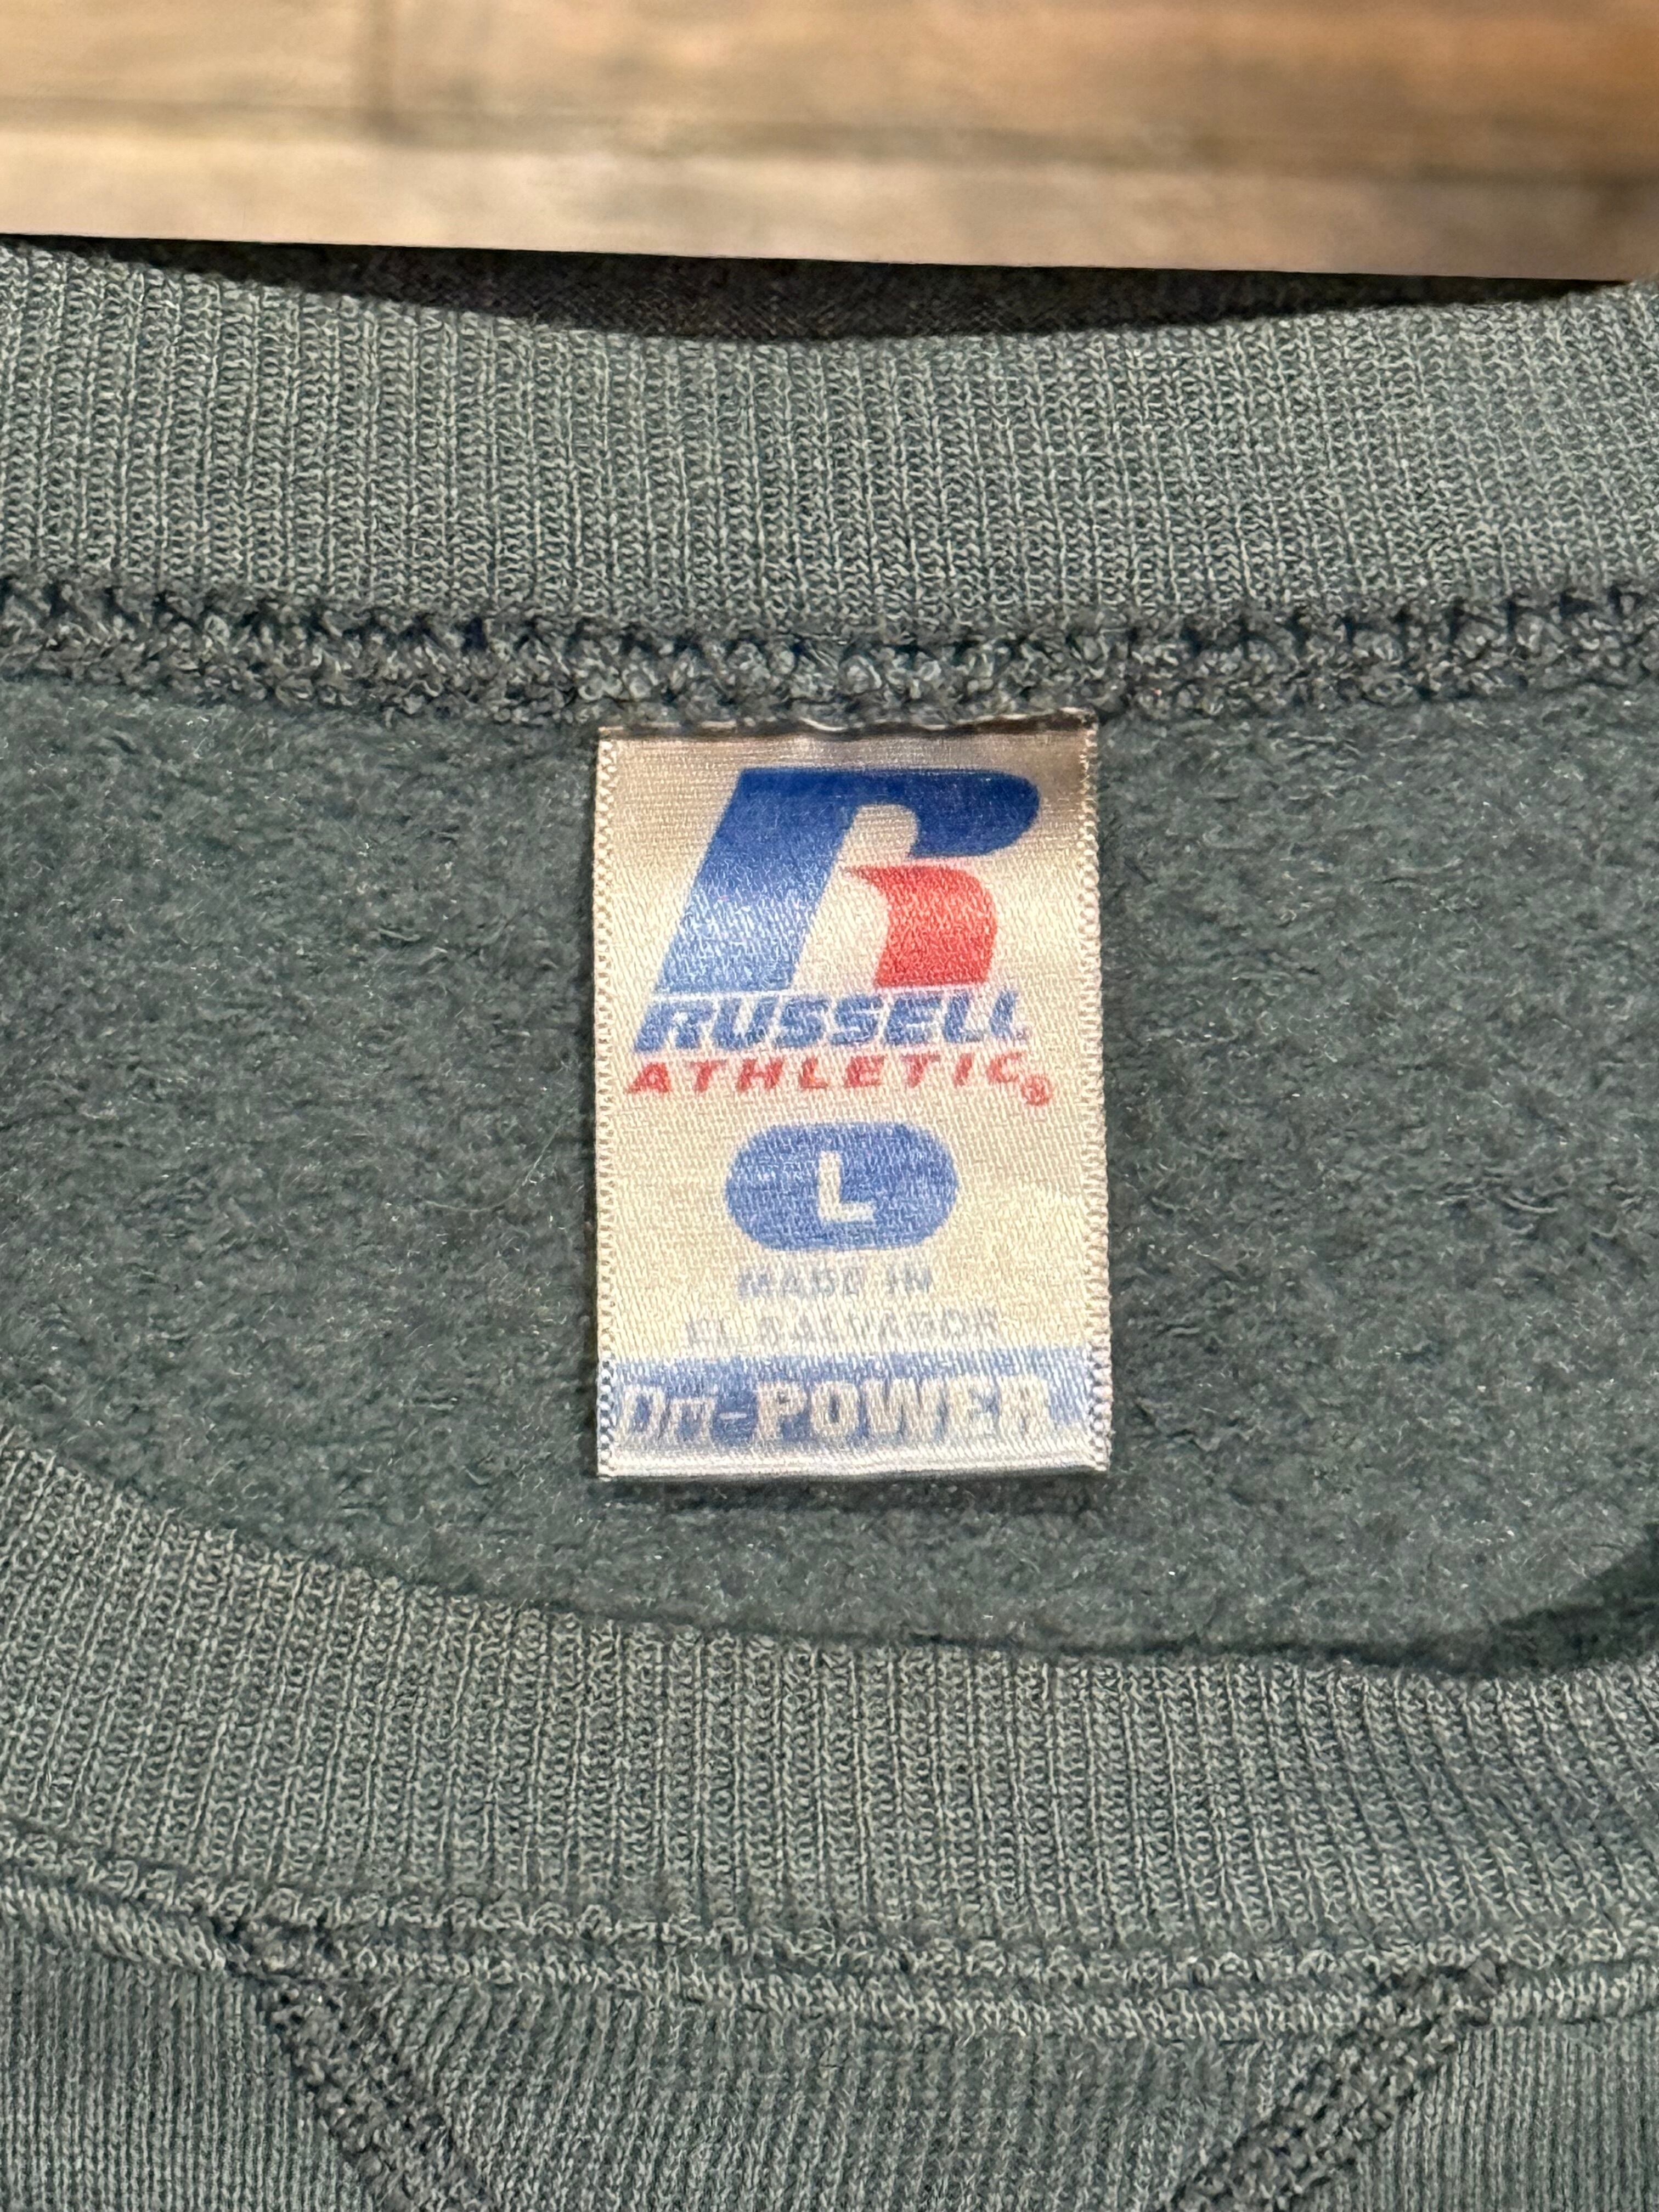 RUSSELL
ATHLETIC®
L
MADE IN
EL SALVADOR
Dri-POWER